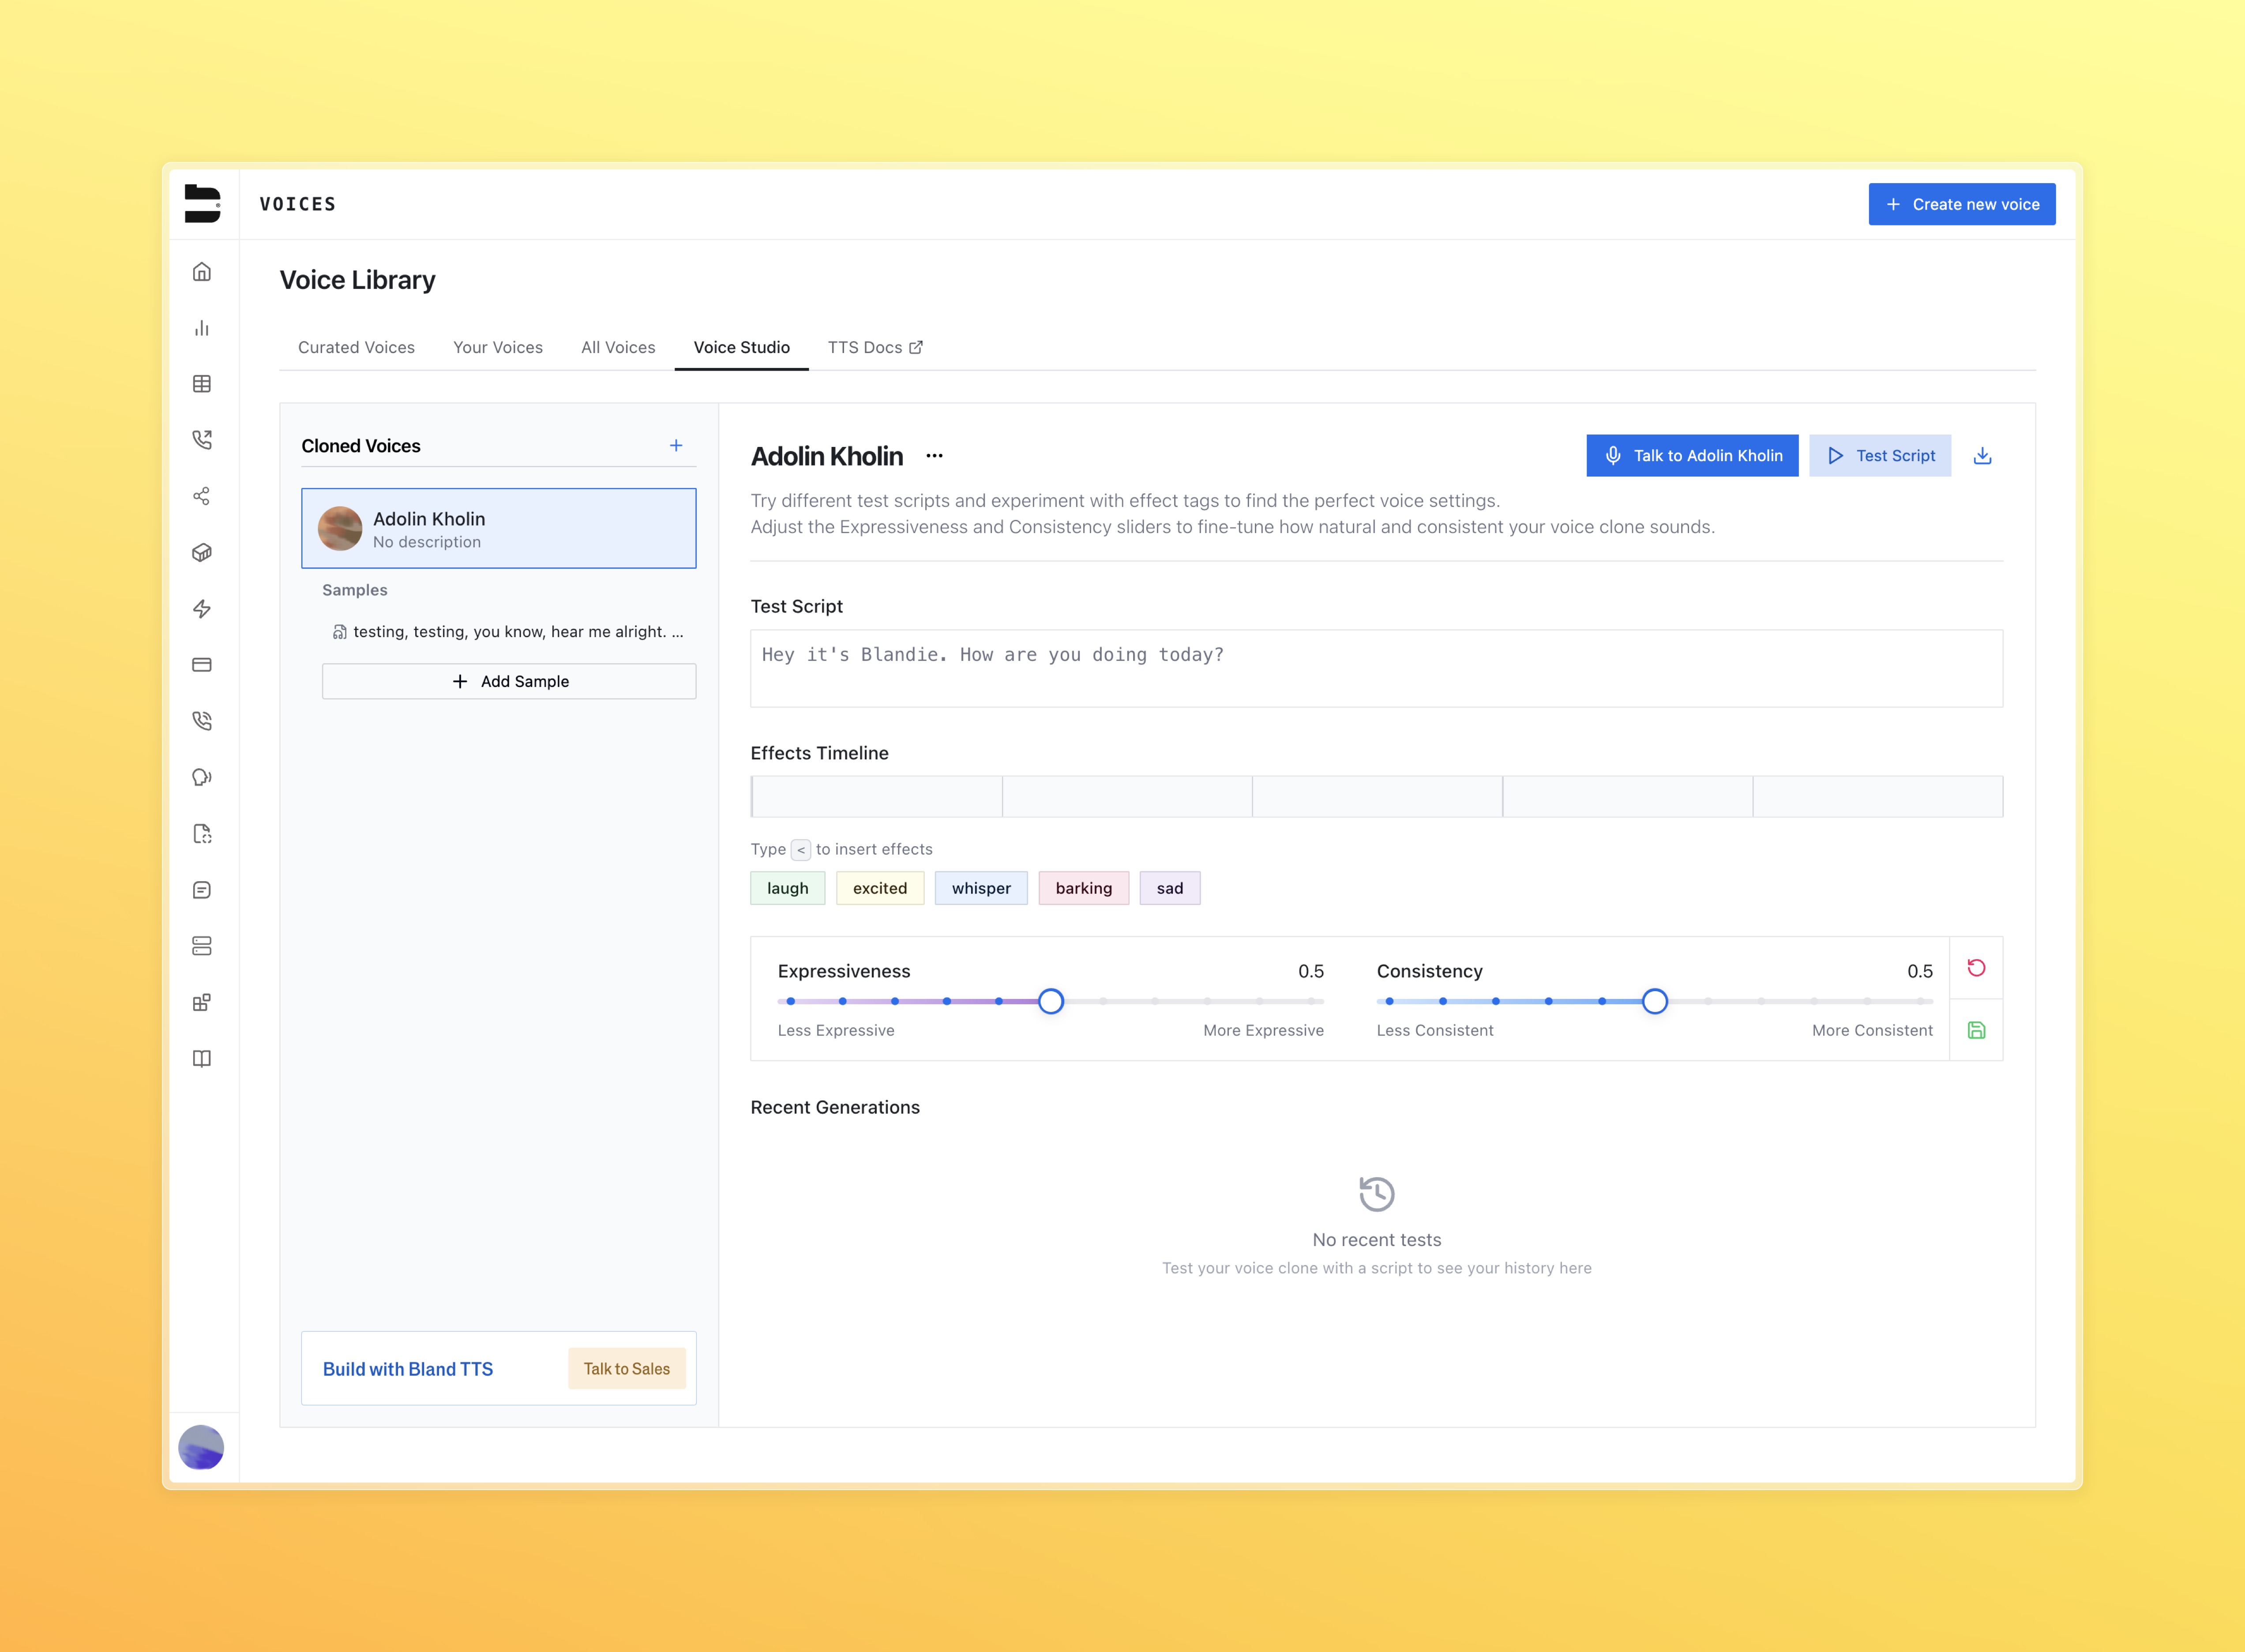 VOICES
Create new voice
Voice Library
Curated Voices
Your Voices
All Voices
Voice Studio
TTS Docs
Cloned Voices
Adolin Kholin
No description
Samples
testing, testing, you know, hear me alright. ...
Add Sample
Build with Bland TTS
Talk to Sales
Adolin Kholin
Talk to Adolin Kholin
Test Script
Try different test scripts and experiment with effect tags to find the perfect voice settings.
Adjust the Expressiveness and Consistency sliders to fine-tune how natural and consistent your voice clone sounds.
Test Script
Hey it's Blandie. How are you doing today?
Effects Timeline
Type < to insert effects
laugh
excited
whisper
barking
sad
Expressiveness
0.5
Less Expressive
More Expressive
Consistency
0.5
Less Consistent
More Consistent
Recent Generations
No recent tests
Test your voice clone with a script to see your history here